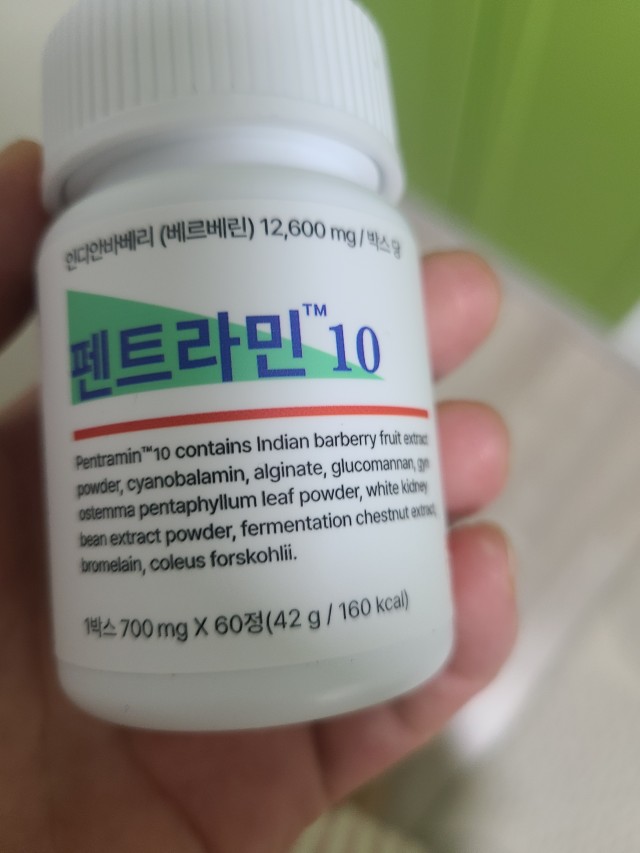 인디안바베리 (베르베린) 12,600 mg / 박스당
펜트라민™ 10
Pentramin™10 contains Indian barberry fruit extract
powder, cyanobalamin, alginate, glucomannan, gyn
ostemma pentaphyllum leaf powder, white kidney
bean extract powder, fermentation chestnut extract,
bromelain, coleus forskohlii.
1박스 700 mg X 60정(42 g / 160 kcal)